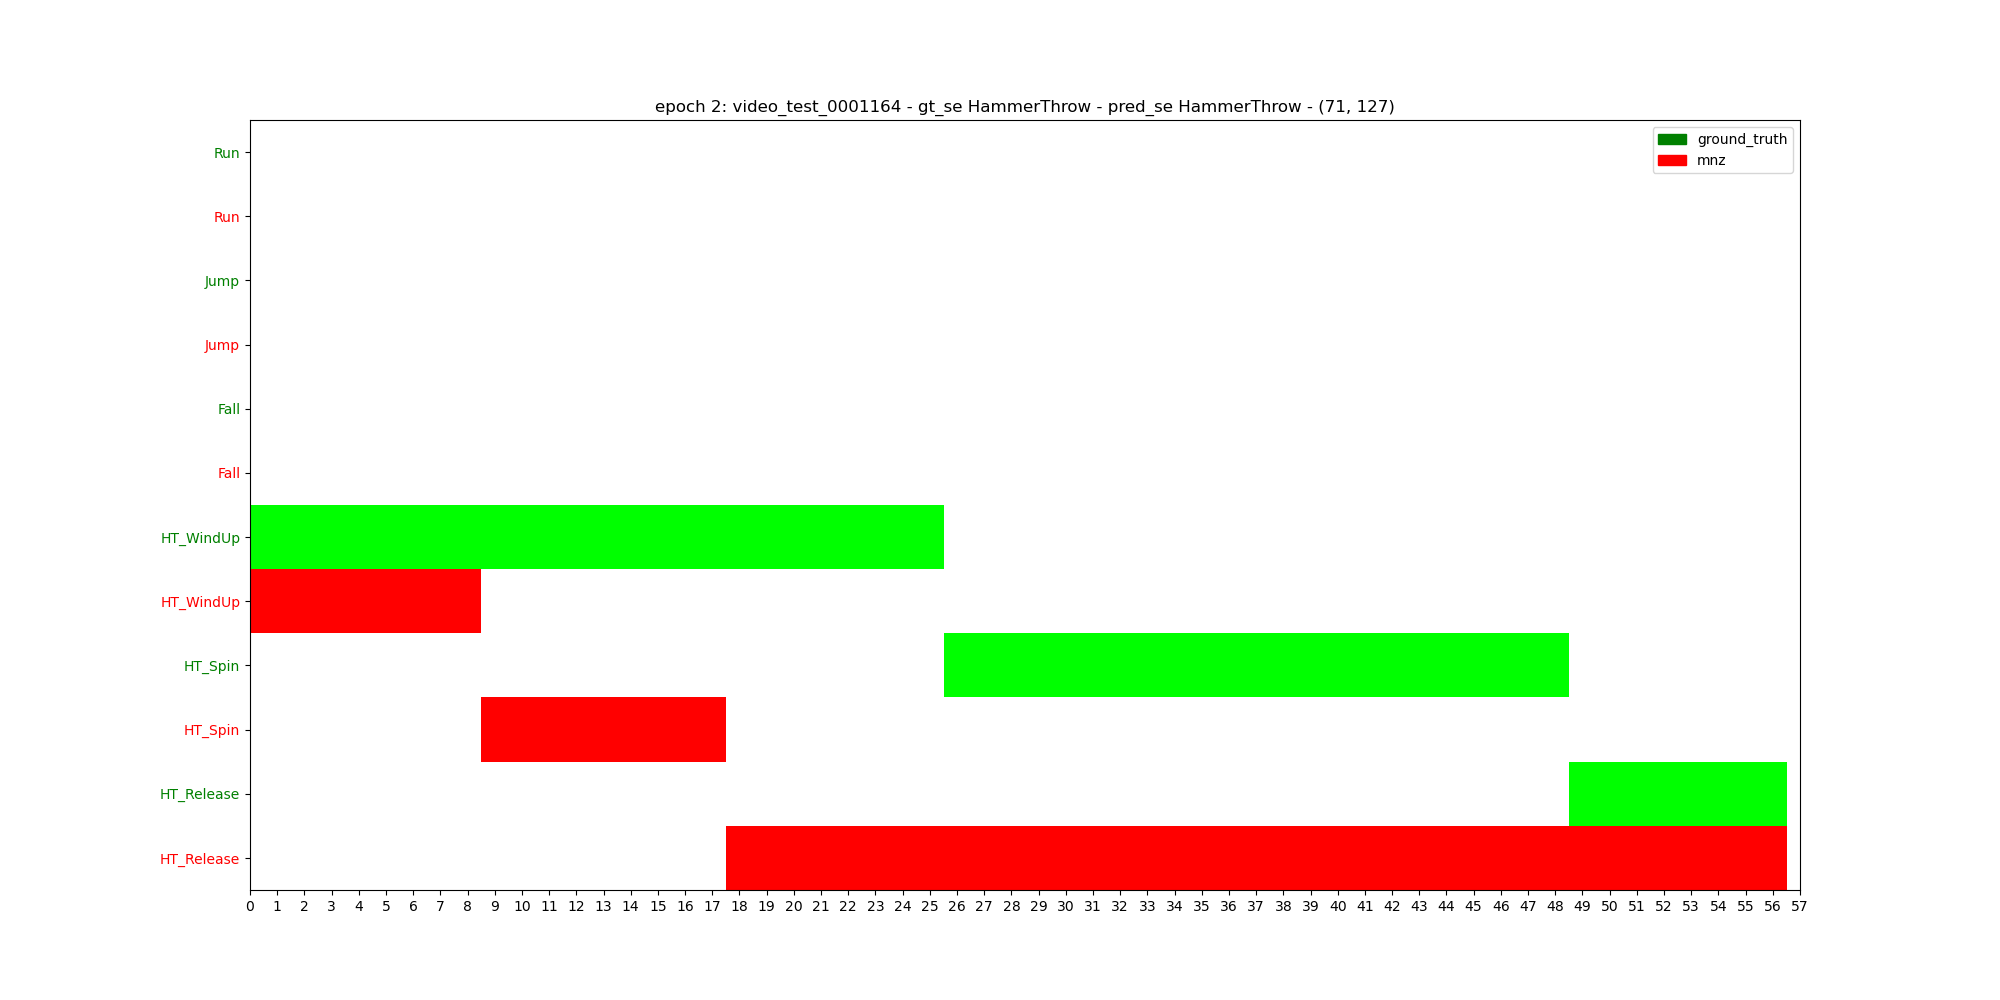 epoch 2: video_test_0001164 - gt_se HammerThrow - pred_se HammerThrow - (71, 127)
ground_truth
mnz
Run
Run
Jump
Jump
Fall
Fall
HT_WindUp
HT_WindUp
HT_Spin
HT_Spin
HT_Release
HT_Release
0 1 2 3 4 5 6 7 8 9 10 11 12 13 14 15 16 17 18 19 20 21 22 23 24 25 26 27 28 29 30 31 32 33 34 35 36 37 38 39 40 41 42 43 44 45 46 47 48 49 50 51 52 53 54 55 56 57